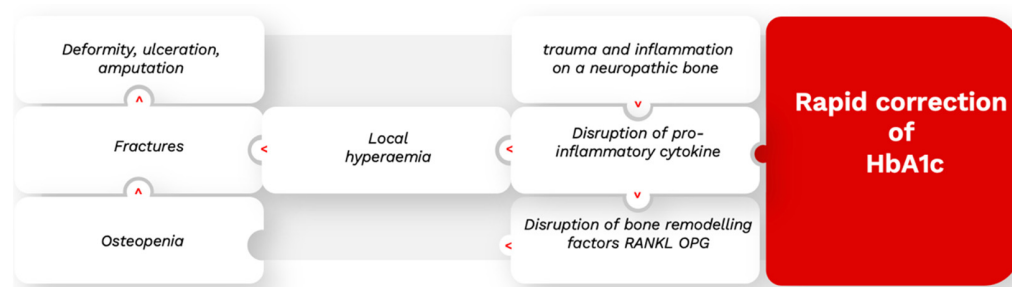 Deformity, ulceration,
amputation
trauma and inflammation
on a neuropathic bone
Rapid correction
of
HbA1c
Fractures
Local
hyperaemia
Disruption of pro-
inflammatory cytokine
Osteopenia
Disruption of bone remodelling
factors RANKL OPG